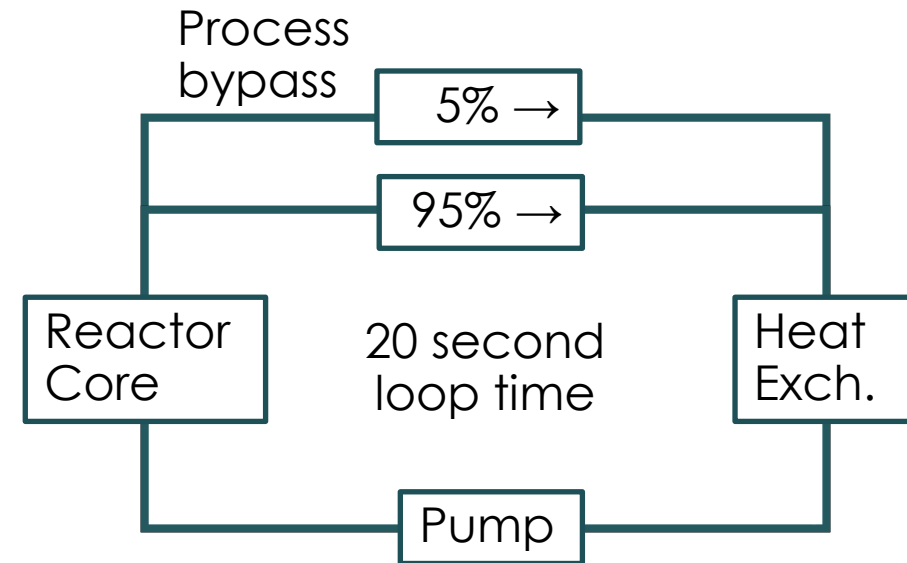 Process
bypass
5% →
95% →
Reactor
Core
20 second
loop time
Heat
Exch.
Pump